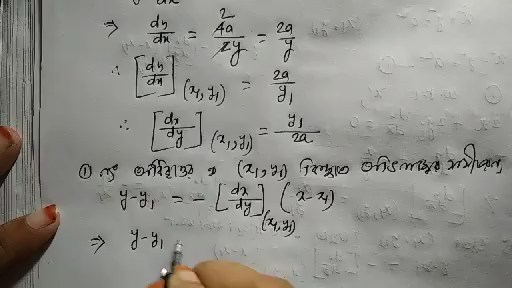 ⇒ dy/dx = 4a/2y = 2a/y
∴ [dy/dx](x₁, y₁) = 2a/y₁
∴ [dx/dy](x₁, y₁) = y₁/2a
① নং (x₁, y₁) বিন্দুতে অভিলম্বের সমীকরণ
y-y₁ = - [dx/dy](x₁, y₁) (x-x₁)
⇒ y-y₁